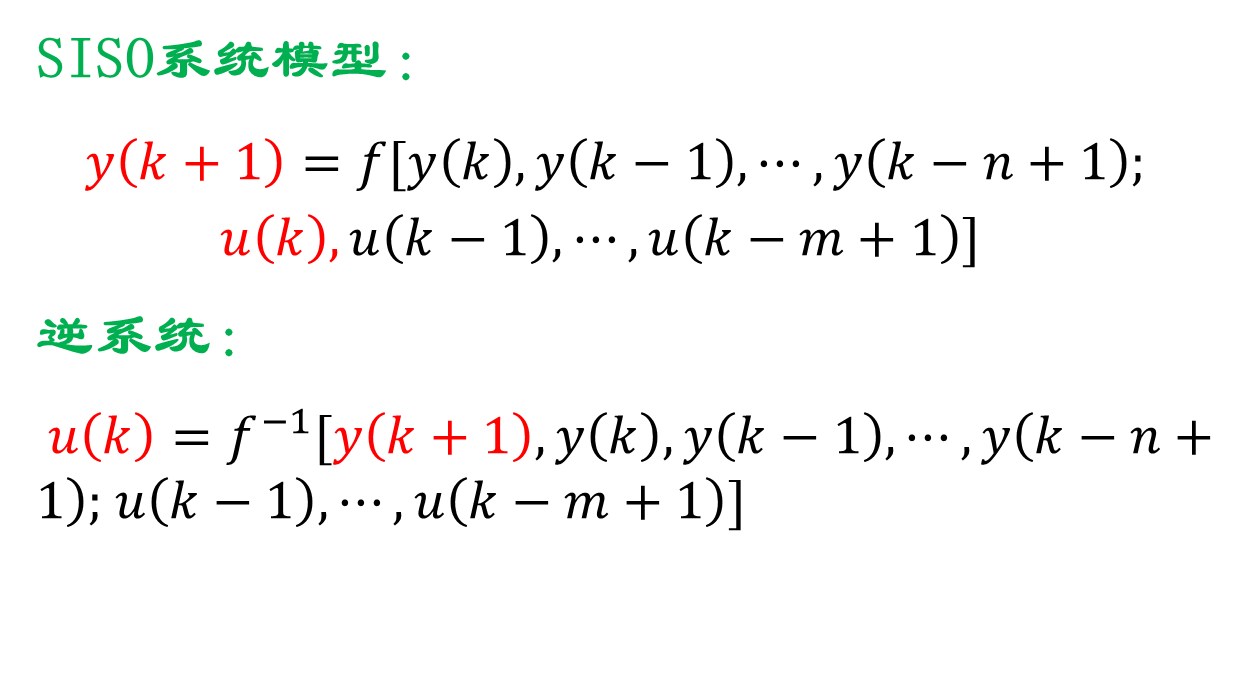 SISO系统模型:
y(k + 1) = f[y(k), y(k − 1), ⋯ , y(k − n + 1);
u(k), u(k − 1), ⋯ , u(k − m + 1)]
逆系统:
u(k) = f⁻¹[y(k + 1), y(k), y(k − 1), ⋯ , y(k − n +
1); u(k − 1), ⋯ , u(k − m + 1)]